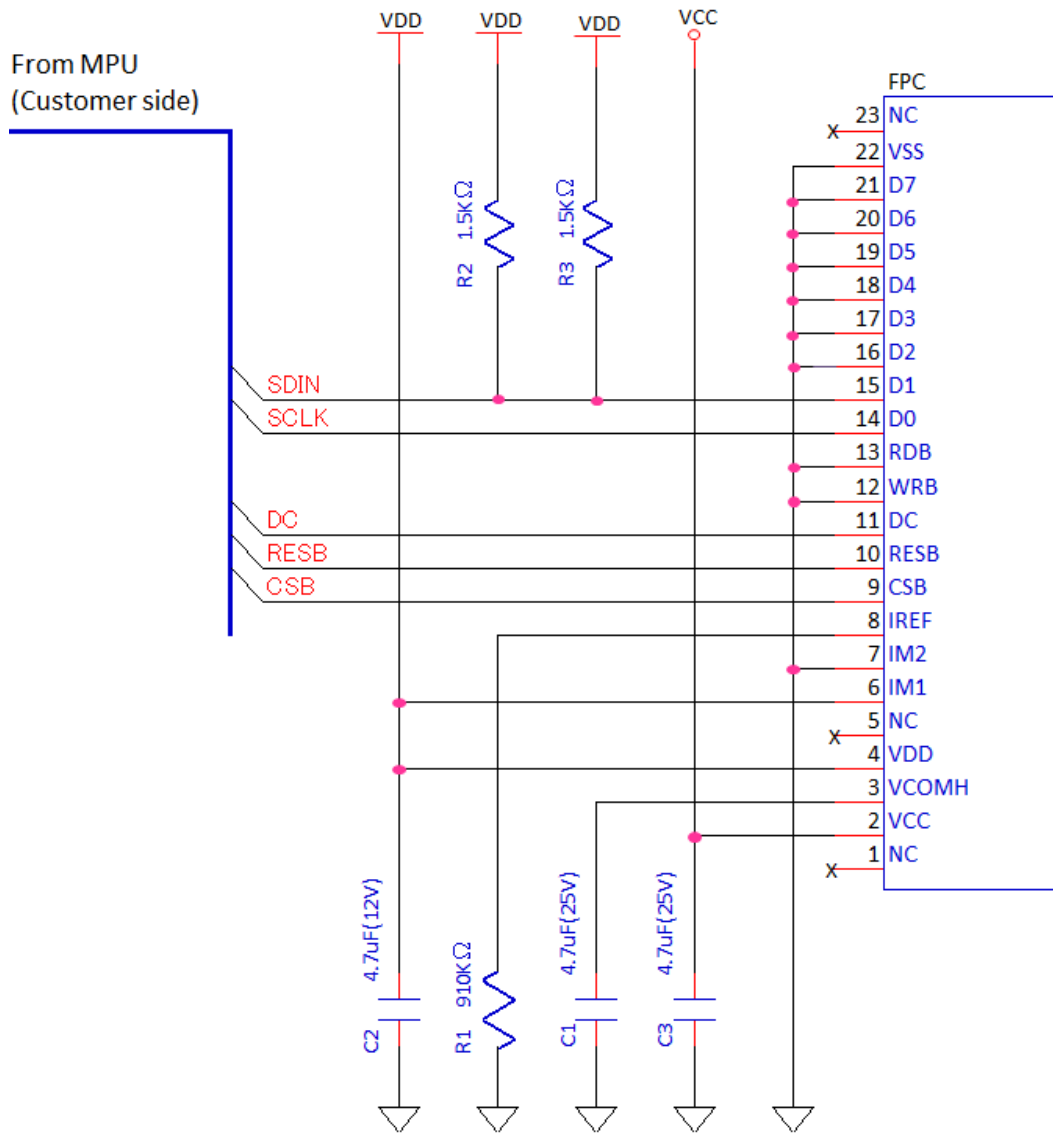 VDD
VDD
VDD
VCC
From MPU
(Customer side)
FPC
23 NC
X
22 VSS
21 D7
20 D6
19 D5
18 D4
17 D3
16 D2
15 D1
14 D0
13 RDB
12 WRB
11 DC
10 RESB
9 CSB
8 IREF
7 IM2
6 IM1
5 NC
X
4 VDD
3 VCOMH
2 VCC
1 NC
X
R2 1.5KΩ
R3 1.5KΩ
SDIN
SCLK
DC
RESB
CSB
C2 4.7uF(12V)
R1 910KΩ
C1 4.7uF(25V)
C3 4.7uF(25V)